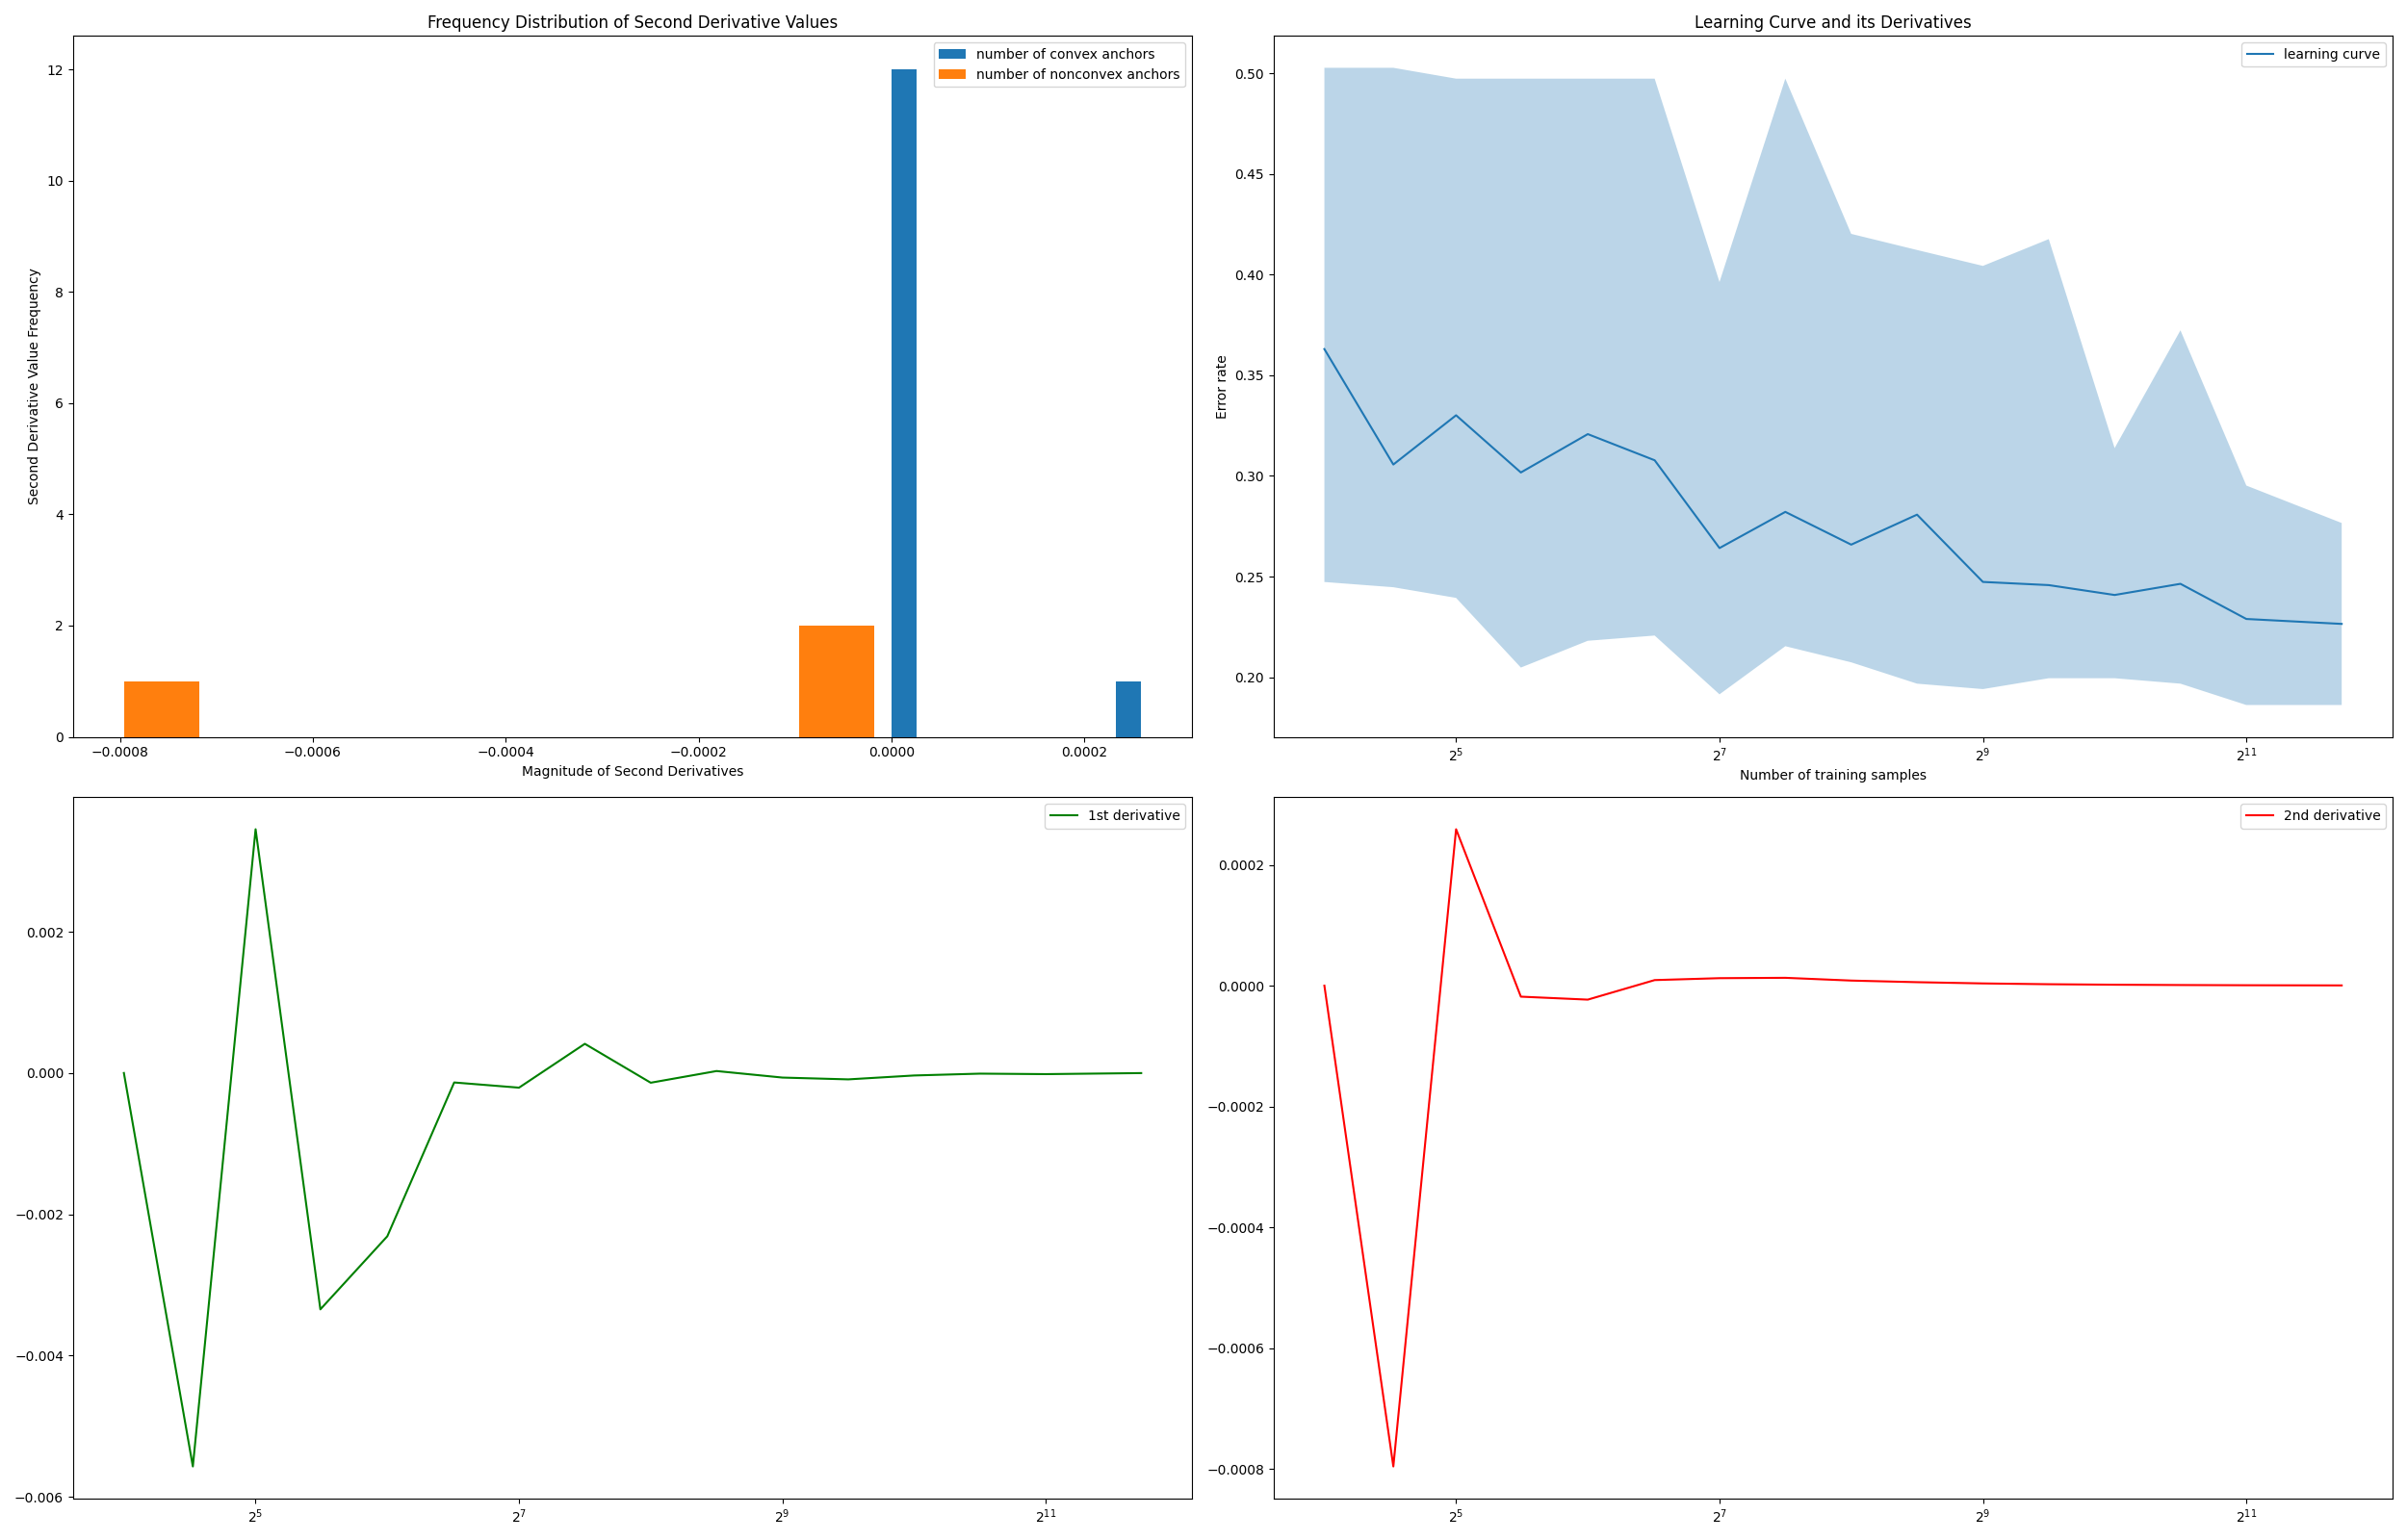 Frequency Distribution of Second Derivative Values
number of convex anchors
number of nonconvex anchors
12
10
8
6
4
2
0
Second Derivative Value Frequency
−0.0008 −0.0006 −0.0004 −0.0002 0.0000 0.0002
Magnitude of Second Derivatives
Learning Curve and its Derivatives
learning curve
0.50
0.45
0.40
0.35
0.30
0.25
0.20
Error rate
2⁵ 2⁷ 2⁹ 2¹¹
Number of training samples
1st derivative
0.002
0.000
−0.002
−0.004
−0.006
2⁵ 2⁷ 2⁹ 2¹¹
2nd derivative
0.0002
0.0000
−0.0002
−0.0004
−0.0006
−0.0008
2⁵ 2⁷ 2⁹ 2¹¹